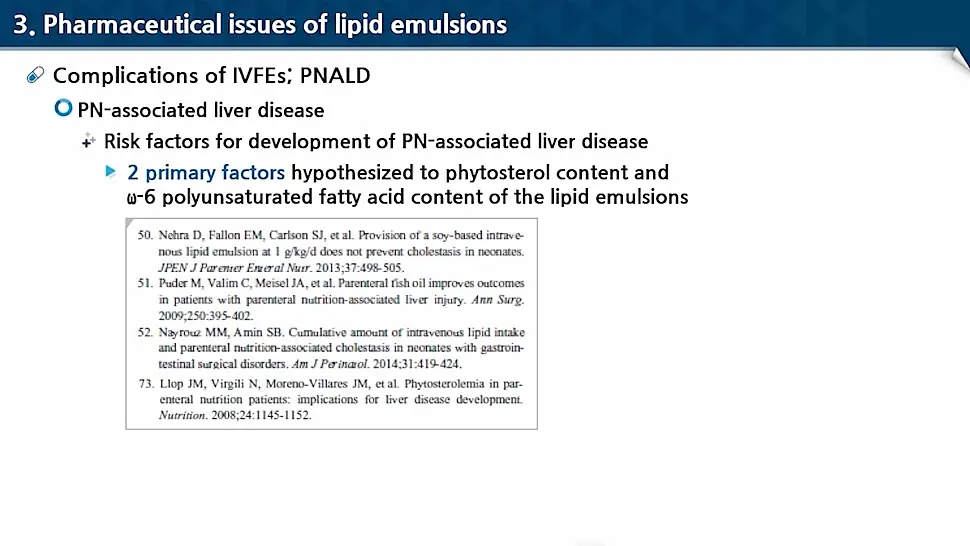 3. Pharmaceutical issues of lipid emulsions
Complications of IVFEs; PNALD
PN-associated liver disease
Risk factors for development of PN-associated liver disease
2 primary factors hypothesized to phytosterol content and
ω-6 polyunsaturated fatty acid content of the lipid emulsions
50. Nehra D, Fallon EM, Carlson SJ, et al. Provision of a soy-based intrave-
nous lipid emulsion at 1 g/kg/d does not prevent cholestasis in neonates.
JPEN J Parenter Enteral Nutr. 2013;37:498-505.
51. Puder M, Valim C, Meisel JA, et al. Parenteral fish oil improves outcomes
in patients with parenteral nutrition-associated liver injury. Ann Surg.
2009;250:395-402.
52. Nayrouz MM, Amin SB. Cumulative amount of intravenous lipid intake
and parenteral nutrition-associated cholestasis in neonates with gastroin-
testinal surgical disorders. Am J Perinatol. 2014;31:419-424.
73. Llop JM, Virgili N, Moreno-Villares JM, et al. Phytosterolemia in par-
enteral nutrition patients: implications for liver disease development.
Nutrition. 2008;24:1145-1152.